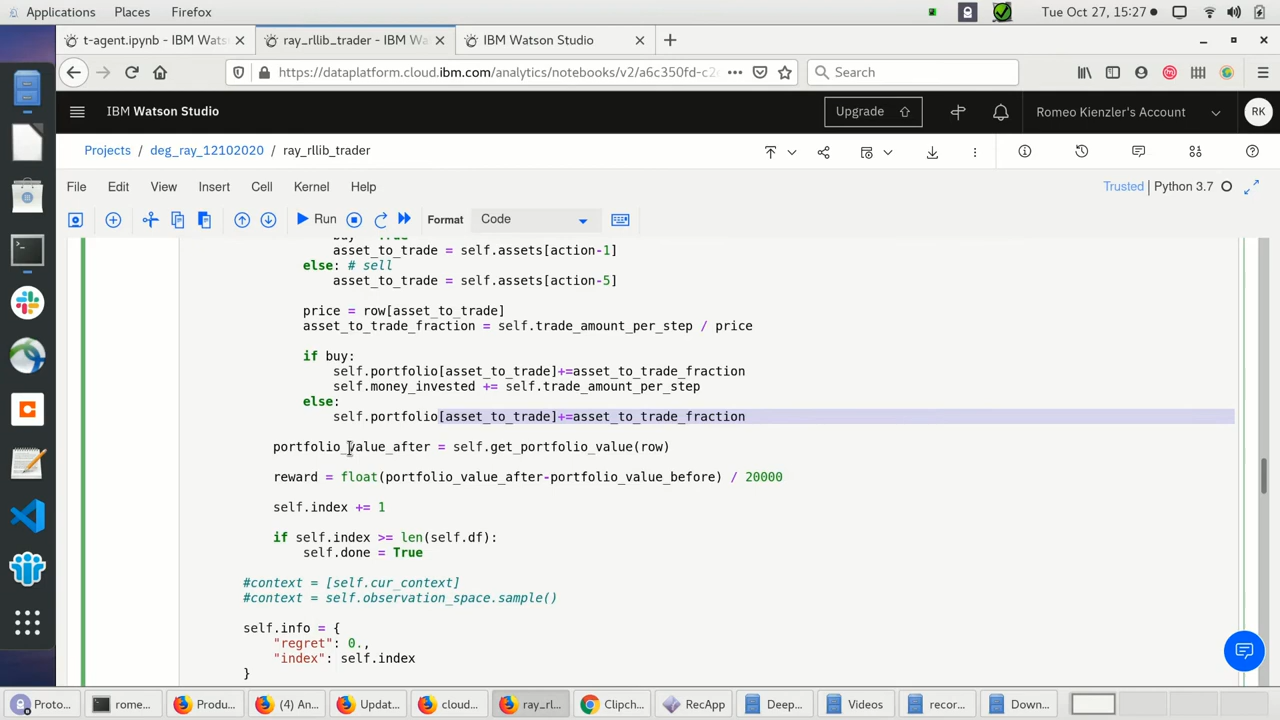 Applications Places Firefox Tue Oct 27, 15:27
t-agent.ipynb - IBM Wats ray_rllib_trader - IBM Wa IBM Watson Studio
https://dataplatform.cloud.ibm.com/analytics/notebooks/v2/a6c350fd-c2 Search
IBM Watson Studio Upgrade Romeo Kienzler's Account RK
Projects / deg_ray_12102020 / ray_rllib_trader
File Edit View Insert Cell Kernel Help Trusted | Python 3.7
Run Format Code
asset_to_trade = self.assets[action-1]
else: # sell
asset_to_trade = self.assets[action-5]
price = row[asset_to_trade]
asset_to_trade_fraction = self.trade_amount_per_step / price
if buy:
self.portfolio[asset_to_trade]+=asset_to_trade_fraction
self.money_invested += self.trade_amount_per_step
else:
self.portfolio[asset_to_trade]+=asset_to_trade_fraction
portfolio_value_after = self.get_portfolio_value(row)
reward = float(portfolio_value_after-portfolio_value_before) / 20000
self.index += 1
if self.index >= len(self.df):
self.done = True
#context = [self.cur_context]
#context = self.observation_space.sample()
self.info = {
"regret": 0.,
"index": self.index
}
Proto... rome... Produ... (4) An... Updat... cloud... ray_rl... Clipch... RecApp Deep... Videos recor... Down...